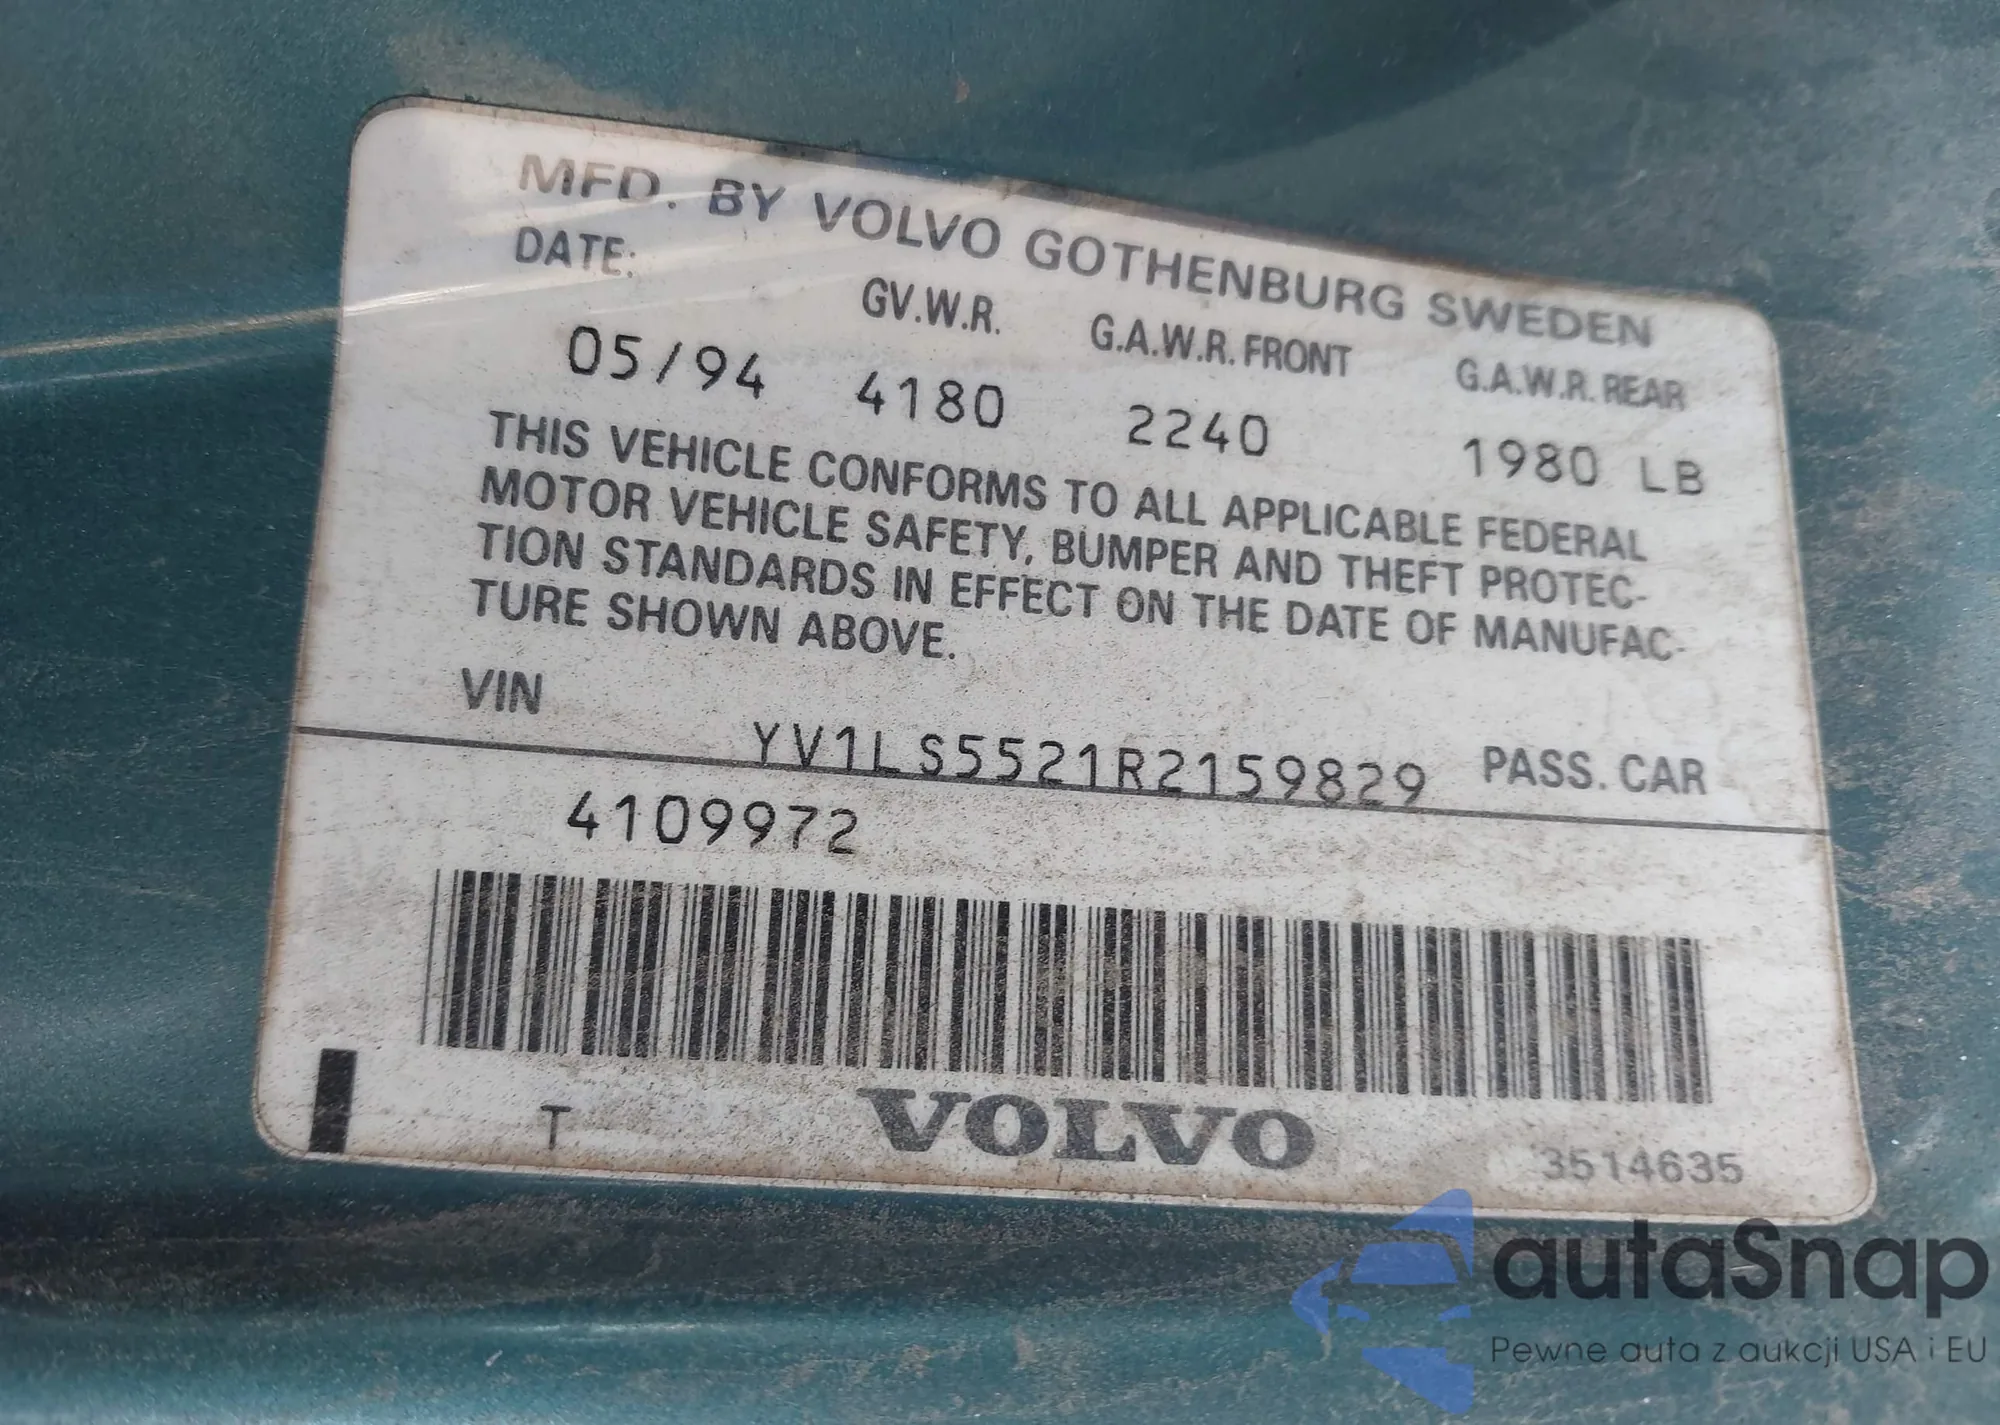 MFD. BY VOLVO GOTHENBURG SWEDEN
DATE: GV.W.R. G.A.W.R. FRONT G.A.W.R. REAR
05/94 4180 2240 1980 LB
THIS VEHICLE CONFORMS TO ALL APPLICABLE FEDERAL
MOTOR VEHICLE SAFETY, BUMPER AND THEFT PROTEC-
TION STANDARDS IN EFFECT ON THE DATE OF MANUFAC-
TURE SHOWN ABOVE.
VIN
YV1LS5521R2159829 PASS. CAR
4109972
T VOLVO 3514635
autaSnap
Pewne auta z aukcji USA i EU